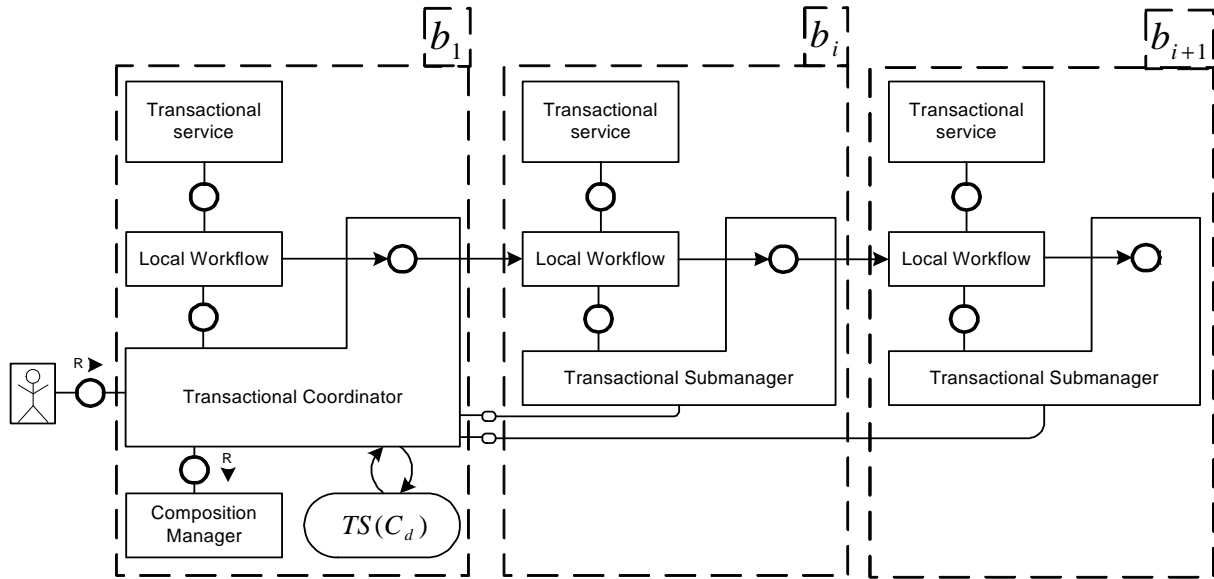 b1
bi
bi+1
Transactional
service
Transactional
service
Transactional
service
Local Workflow
Local Workflow
Local Workflow
R
Transactional Coordinator
Transactional Submanager
Transactional Submanager
R
Composition
Manager
TS(Cd)